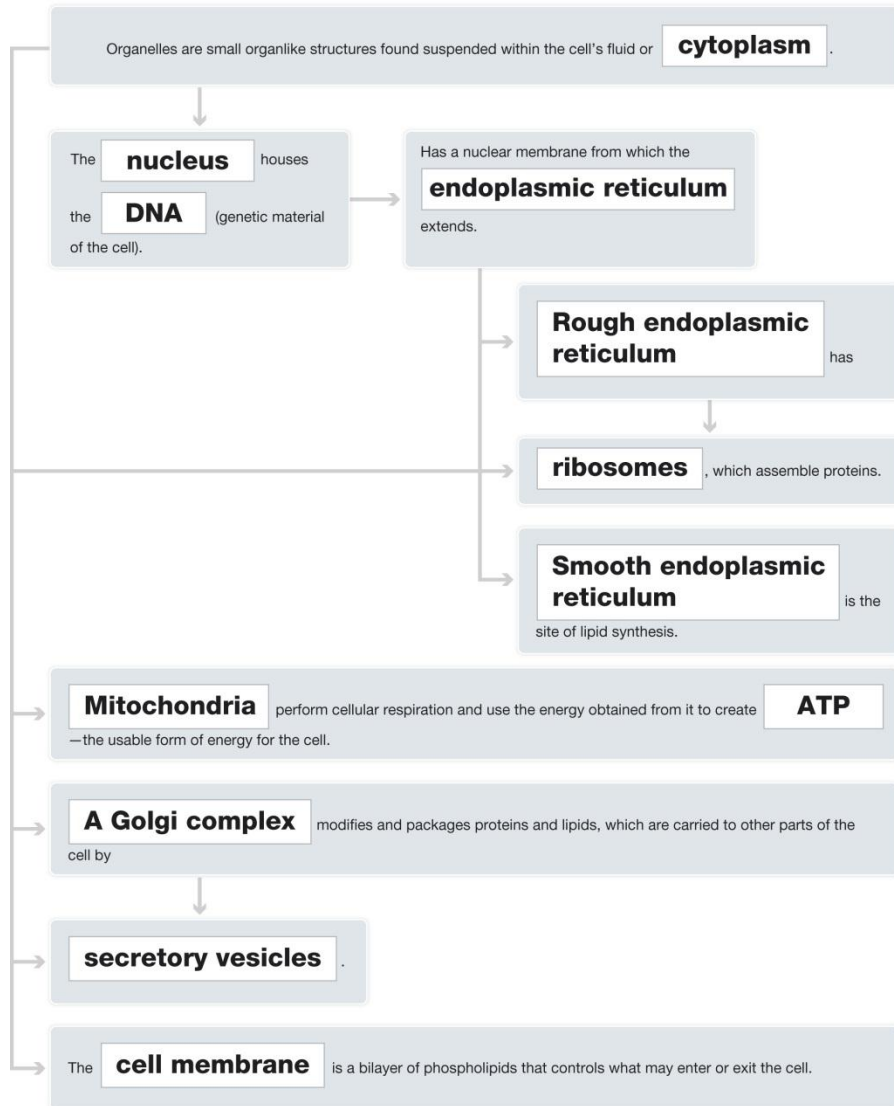 Organelles are small organlike structures found suspended within the cell's fluid or cytoplasm .
The nucleus houses
the DNA (genetic material
of the cell).
Has a nuclear membrane from which the
endoplasmic reticulum
extends.
Rough endoplasmic
reticulum has
ribosomes , which assemble proteins.
Smooth endoplasmic
reticulum is the
site of lipid synthesis.
Mitochondria perform cellular respiration and use the energy obtained from it to create ATP
—the usable form of energy for the cell.
A Golgi complex modifies and packages proteins and lipids, which are carried to other parts of the
cell by
secretory vesicles .
The cell membrane is a bilayer of phospholipids that controls what may enter or exit the cell.